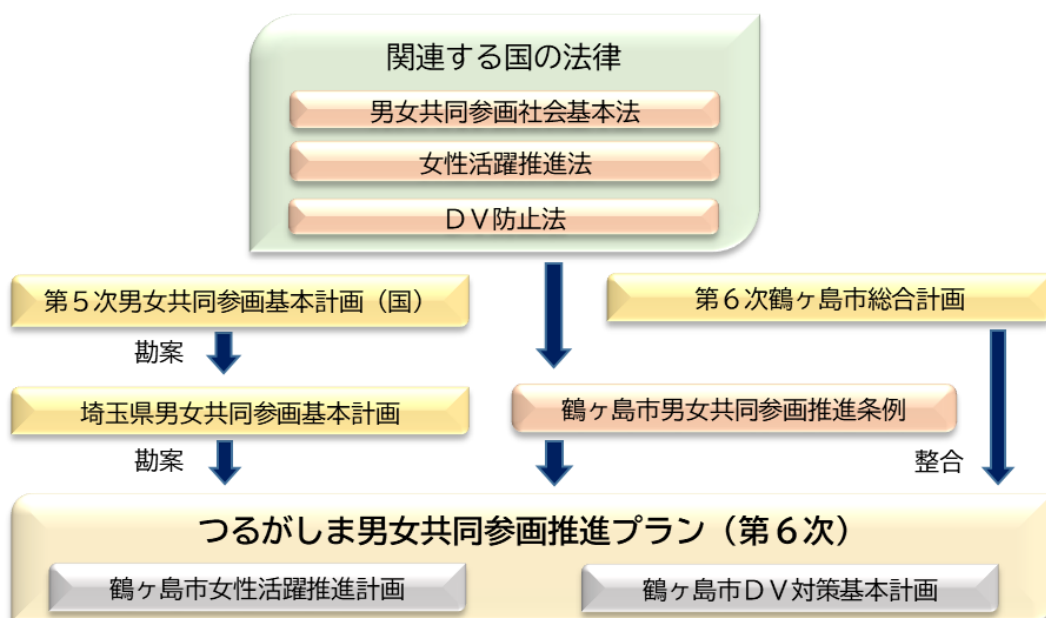 関連する国の法律
男女共同参画社会基本法
女性活躍推進法
ＤＶ防止法
第５次男女共同参画基本計画（国）
第６次鶴ヶ島市総合計画
勘案
埼玉県男女共同参画基本計画
鶴ヶ島市男女共同参画推進条例
勘案
整合
つるがしま男女共同参画推進プラン（第６次）
鶴ヶ島市女性活躍推進計画
鶴ヶ島市ＤＶ対策基本計画